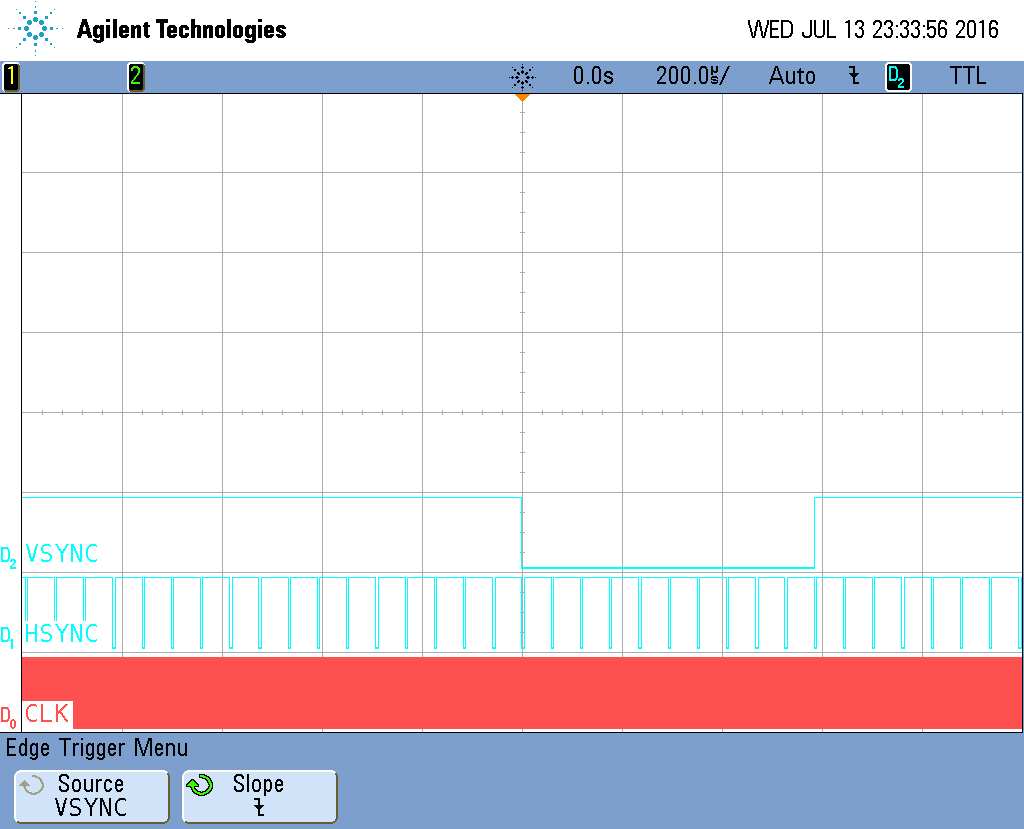 Agilent Technologies WED JUL 13 23:33:56 2016
1 2 0.0s 200.0㎲/ Auto D2 TTL
D2 VSYNC
D1 HSYNC
D0 CLK
Edge Trigger Menu
Source Slope
VSYNC